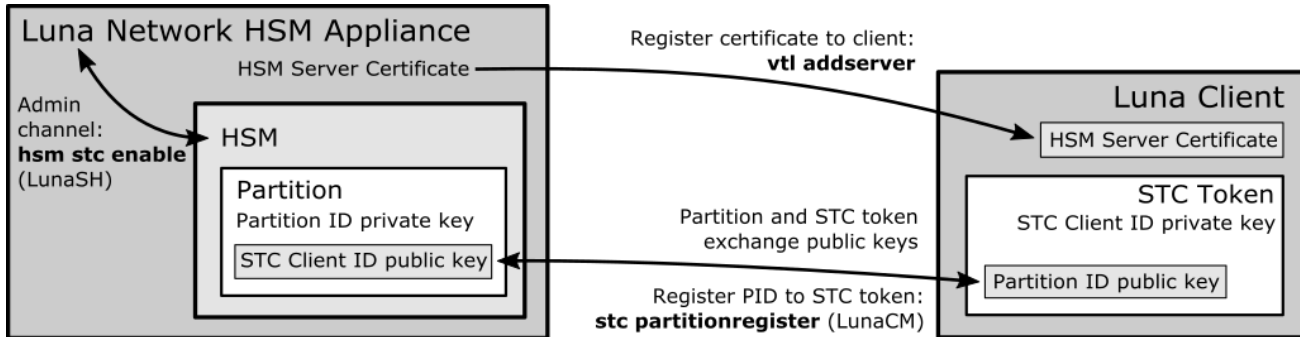 Luna Network HSM Appliance
HSM Server Certificate
Admin
channel:
hsm stc enable
(LunaSH)
HSM
Partition
Partition ID private key
STC Client ID public key
Register certificate to client:
vtl addserver
Partition and STC token
exchange public keys
Register PID to STC token:
stc partitionregister (LunaCM)
Luna Client
HSM Server Certificate
STC Token
STC Client ID private key
Partition ID public key